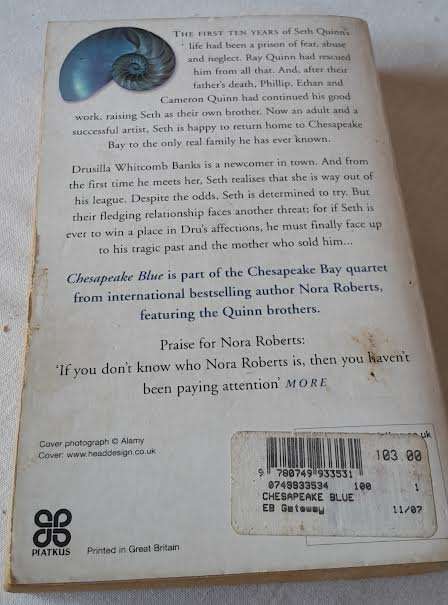 THE FIRST TEN YEARS of Seth Quinn's
life had been a prison of fear, abuse
and neglect. Ray Quinn had rescued
him from all that. And, after their
father's death, Phillip, Ethan and
Cameron Quinn had continued his good
work, raising Seth as their own brother. Now an adult and a
successful artist, Seth is happy to return home to Chesapeake
Bay to the only real family he has ever known.
Drusilla Whitcomb Banks is a newcomer in town. And from
the first time he meets her, Seth realises that she is way out of
his league. Despite the odds, Seth is determined to try. But
their fledging relationship faces another threat; for if Seth is
ever to win a place in Dru's affections, he must finally face up
to his tragic past and the mother who sold him...
Chesapeake Blue is part of the Chesapeake Bay quartet
from international bestselling author Nora Roberts,
featuring the Quinn brothers.
Praise for Nora Roberts:
'If you don't know who Nora Roberts is, then you haven't
been paying attention' MORE
Cover photograph © Alamy
Cover: www.headdesign.co.uk
uk
103.00
9 780749 933531
0749933534 100 1
CHESAPEAKE BLUE
EB Gateway 11/07
PIATKUS
Printed in Great Britain